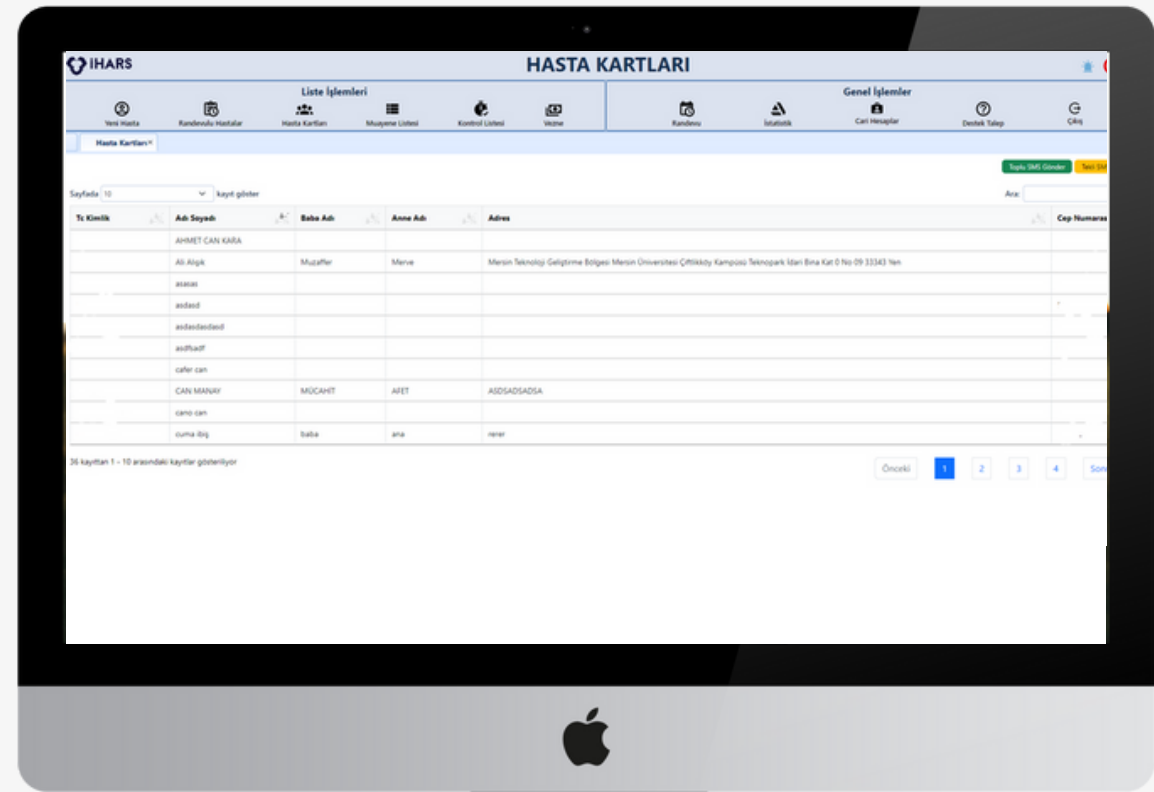 IHARS
HASTA KARTLARI
Liste İşlemleri
Genel İşlemler
Yeni Hasta
Randevulu Hastalar
Hasta Kartları
Muayene Listesi
Kontrol Listesi
Vezne
Randevu
İstatistik
Cari Hesaplar
Destek Talep
Çıkış
Hasta Kartları×
Toplu SMS Gönder
Tekli SM
Sayfada 10 kayıt göster
Ara:
Tc Kimlik
Adı Soyadı
Baba Adı
Anne Adı
Adres
Cep Numaras
AHMET CAN KARA
Ali Alışık Muzaffer Merve Mersin Teknoloji Geliştirme Bölgesi Mersin Üniversitesi Çiftlikköy Kampüsü Teknopark İdari Bina Kat 0 No 09 33343 Yen
asasas
asdasd
asdasdasdasd
asdfsadf
cafer can
CAN MANAY MÜCAHİT AFET ASDSADSADSA
cano can
cuma ibiş baba ana rerer
36 kayıttan 1 - 10 arasındaki kayıtlar gösteriliyor
Önceki 1 2 3 4 Son